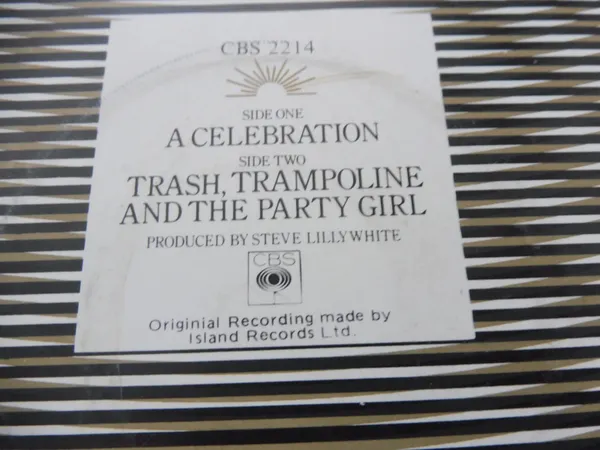 CBS 2214
SIDE ONE
A CELEBRATION
SIDE TWO
TRASH, TRAMPOLINE
AND THE PARTY GIRL
PRODUCED BY STEVE LILLYWHITE
CBS
Originial Recording made by
Island Records Ltd.